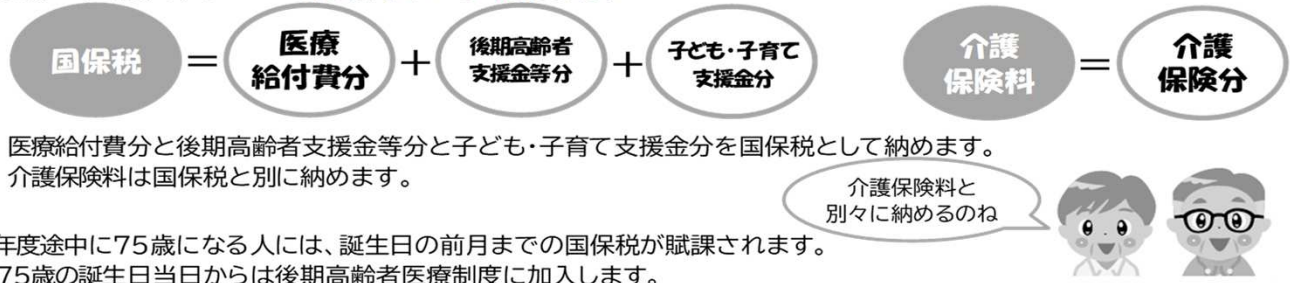 国保税 = 医療給付費分 + 後期高齢者支援金等分 + 子ども・子育て支援金分
介護保険料 = 介護保険分
医療給付費分と後期高齢者支援金等分と子ども・子育て支援金分を国保税として納めます。
介護保険料は国保税と別に納めます。
介護保険料と
別々に納めるのね
年度途中に75歳になる人には、誕生日の前月までの国保税が賦課されます。
75歳の誕生日当日からは後期高齢者医療制度に加入します。